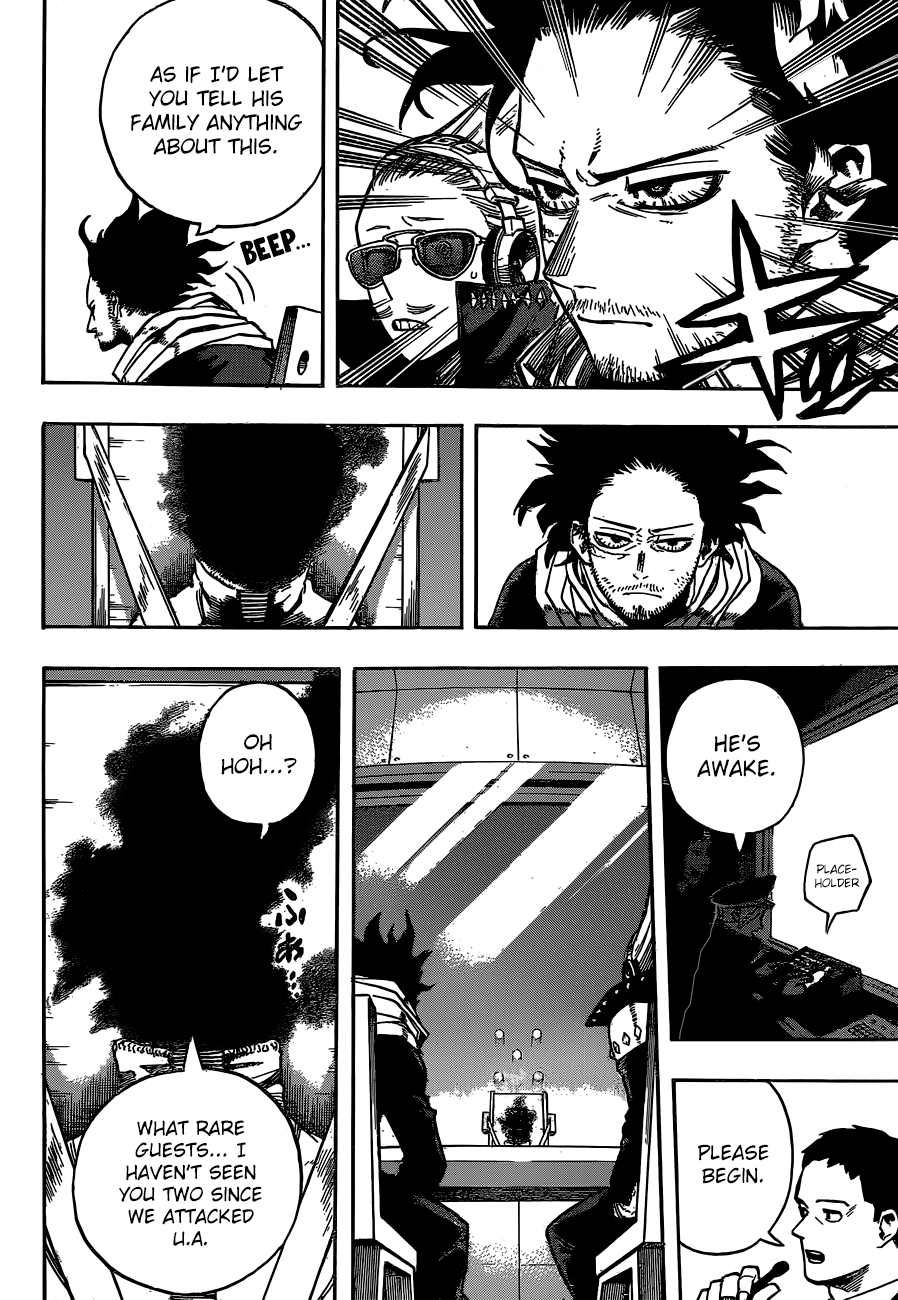 AS IF I'D LET
YOU TELL HIS
FAMILY ANYTHING
ABOUT THIS.
BEEP...
HE'S
AWAKE.
PLACE-
HOLDER
PLEASE
BEGIN.
OH
HOH...?
ふぁ…
WHAT RARE
GUESTS... I
HAVEN'T SEEN
YOU TWO SINCE
WE ATTACKED
U.A.